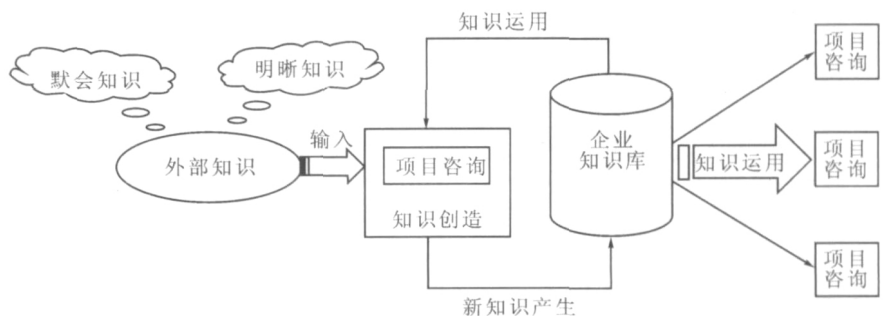 知识运用
默会知识
明晰知识
外部知识
输入
项目咨询
知识创造
企业
知识库
知识运用
项目
咨询
项目
咨询
项目
咨询
新知识产生